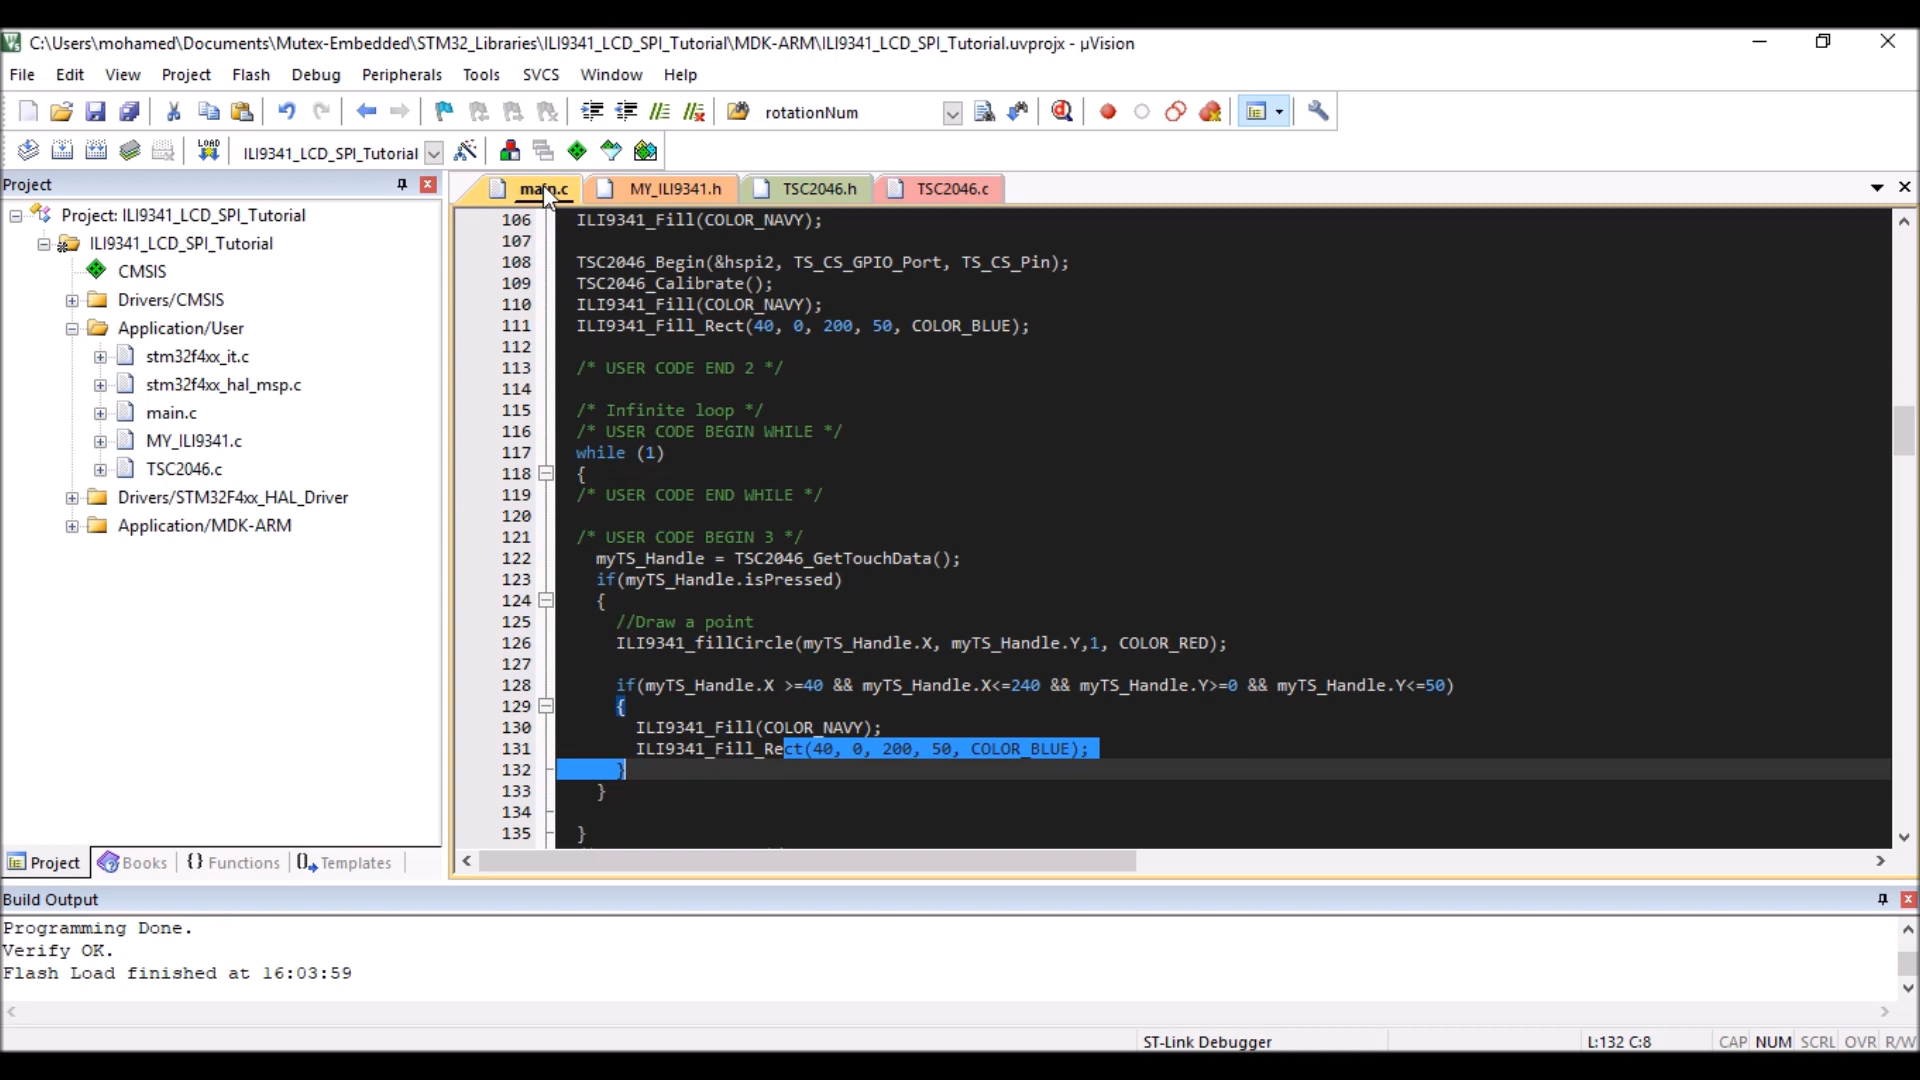 C:\Users\mohamed\Documents\Mutex-Embedded\STM32_Libraries\ILI9341_LCD_SPI_Tutorial\MDK-ARM\ILI9341_LCD_SPI_Tutorial.uvprojx - µVision
File Edit View Project Flash Debug Peripherals Tools SVCS Window Help
rotationNum
LOAD ILI9341_LCD_SPI_Tutorial
Project
main.c MY_ILI9341.h TSC2046.h TSC2046.c
Project: ILI9341_LCD_SPI_Tutorial
ILI9341_LCD_SPI_Tutorial
CMSIS
Drivers/CMSIS
Application/User
stm32f4xx_it.c
stm32f4xx_hal_msp.c
main.c
MY_ILI9341.c
TSC2046.c
Drivers/STM32F4xx_HAL_Driver
Application/MDK-ARM
Project Books {} Functions Templates
106 ILI9341_Fill(COLOR_NAVY);
107
108 TSC2046_Begin(&hspi2, TS_CS_GPIO_Port, TS_CS_Pin);
109 TSC2046_Calibrate();
110 ILI9341_Fill(COLOR_NAVY);
111 ILI9341_Fill_Rect(40, 0, 200, 50, COLOR_BLUE);
112
113 /* USER CODE END 2 */
114
115 /* Infinite loop */
116 /* USER CODE BEGIN WHILE */
117 while (1)
118 {
119 /* USER CODE END WHILE */
120
121 /* USER CODE BEGIN 3 */
122 myTS_Handle = TSC2046_GetTouchData();
123 if(myTS_Handle.isPressed)
124 {
125 //Draw a point
126 ILI9341_fillCircle(myTS_Handle.X, myTS_Handle.Y,1, COLOR_RED);
127
128 if(myTS_Handle.X >=40 && myTS_Handle.X<=240 && myTS_Handle.Y>=0 && myTS_Handle.Y<=50)
129 {
130 ILI9341_Fill(COLOR_NAVY);
131 ILI9341_Fill_Rect(40, 0, 200, 50, COLOR_BLUE);
132 }
133 }
134
135 }
Build Output
Programming Done.
Verify OK.
Flash Load finished at 16:03:59
ST-Link Debugger L:132 C:8 CAP NUM SCRL OVR R/W